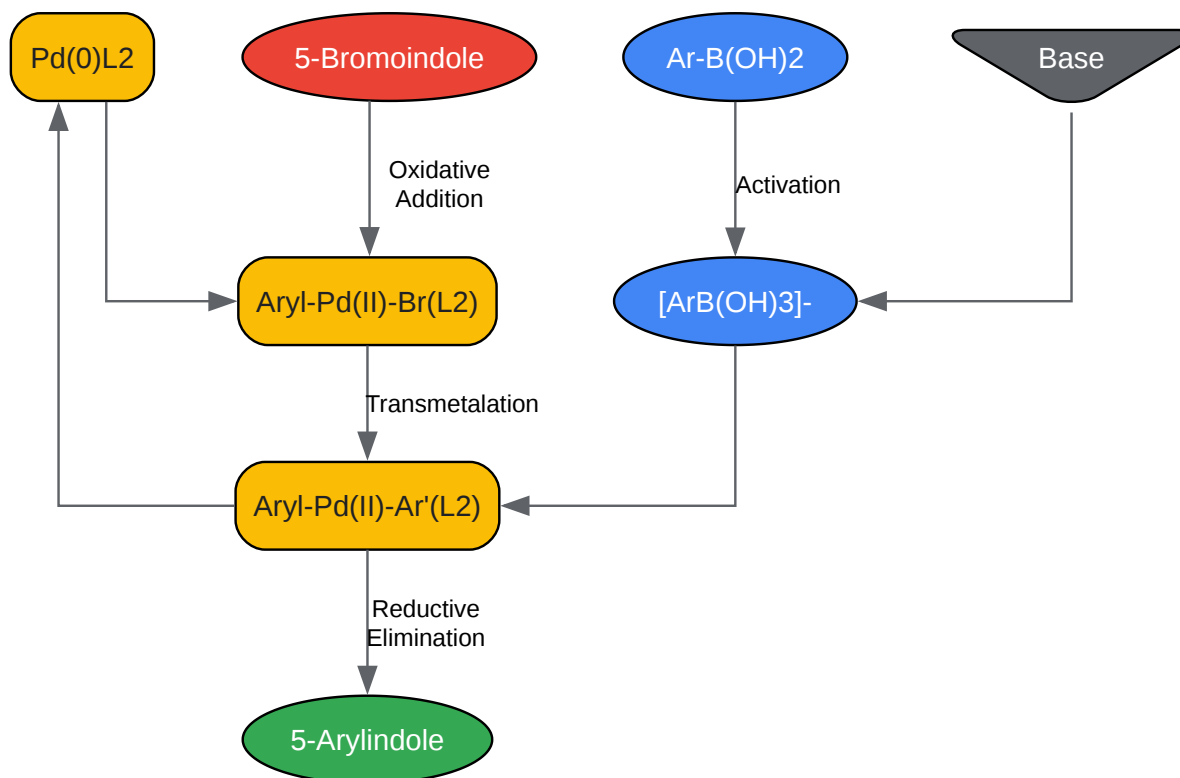 Pd(0)L2
5-Bromoindole
Ar-B(OH)2
Base
Oxidative
Addition
Activation
Aryl-Pd(II)-Br(L2)
[ArB(OH)3]-
Transmetalation
Aryl-Pd(II)-Ar'(L2)
Reductive
Elimination
5-Arylindole